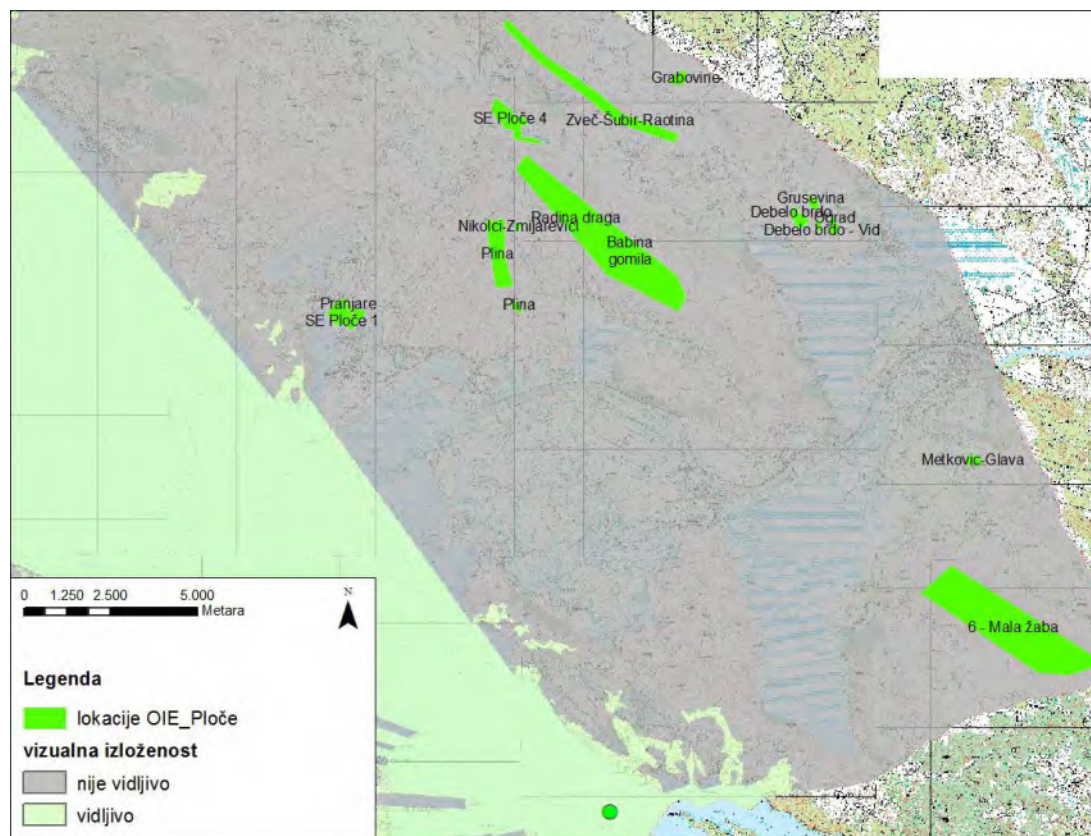 Grabovine
SE Ploče 4
Zveč-Šubir-Raotina
Grusevina
Debelo brdo
Ograd
Debelo brdo - Vid
Radina draga
Nikolci-Zmijarevići
Babina
gomila
Plina
Pranjare
SE Ploče 1
Plina
Metkovic-Glava
6 - Mala žaba
0 1.250 2.500 5.000
Metara
N
Legenda
lokacije OIE_Ploče
vizualna izloženost
nije vidljivo
vidljivo